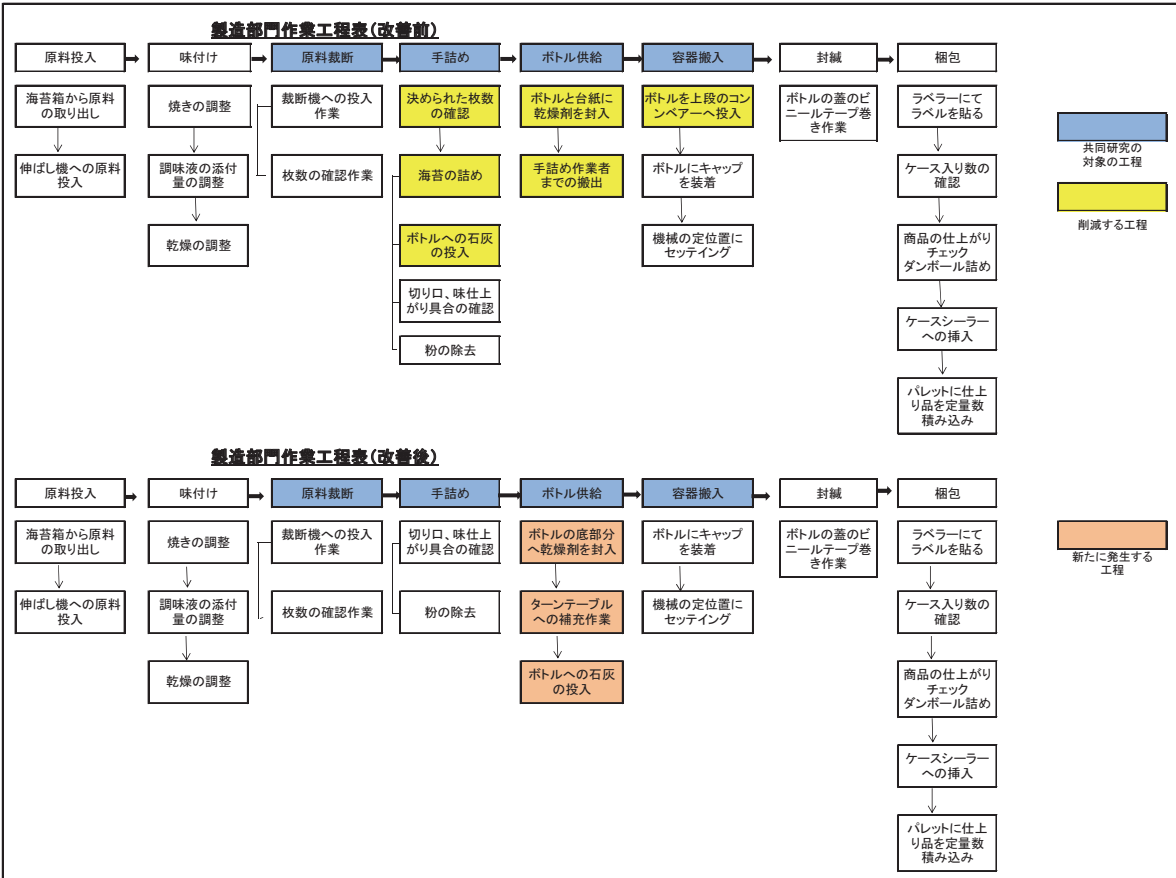 製造部門作業工程表(改善前)
原料投入
味付け
原料裁断
手詰め
ボトル供給
容器搬入
封緘
梱包
海苔箱から原料
の取り出し
伸ばし機への原料
投入
焼きの調整
調味液の添付
量の調整
乾燥の調整
裁断機への投入
作業
枚数の確認作業
決められた枚数
の確認
海苔の詰め
ボトルへの石灰
の投入
切り口、味仕上
がり具合の確認
粉の除去
ボトルと台紙に
乾燥剤を封入
手詰め作業者
までの搬出
ボトルを上段のコン
ンベアーへ投入
ボトルにキャップ
を装着
機械の定位置に
セッテイング
ボトルの蓋のビ
ニールテープ巻
き作業
ラベラーにて
ラベルを貼る
ケース入り数の
確認
商品の仕上がり
チェック
ダンボール詰め
ケースシーラー
への挿入
パレットに仕上
り品を定量数
積み込み
共同研究の
対象の工程
削減する工程
製造部門作業工程表(改善後)
原料投入
味付け
原料裁断
手詰め
ボトル供給
容器搬入
封緘
梱包
海苔箱から原料
の取り出し
伸ばし機への原料
投入
焼きの調整
調味液の添付
量の調整
乾燥の調整
裁断機への投入
作業
枚数の確認作業
切り口、味仕上
がり具合の確認
粉の除去
ボトルの底部分
へ乾燥剤を封入
ターンテーブル
への補充作業
ボトルへの石灰
の投入
ボトルにキャップ
を装着
機械の定位置に
セッテイング
ボトルの蓋のビ
ニールテープ巻
き作業
ラベラーにて
ラベルを貼る
ケース入り数の
確認
商品の仕上がり
チェック
ダンボール詰め
ケースシーラー
への挿入
パレットに仕上
り品を定量数
積み込み
新たに発生する
工程